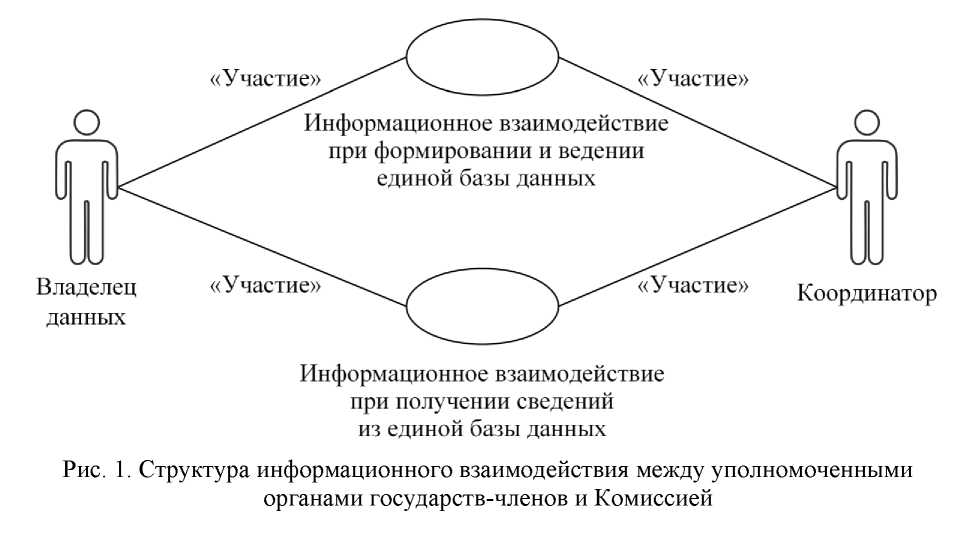 «Участие»
«Участие»
Информационное взаимодействие
при формировании и ведении
единой базы данных
Владелец
данных
Координатор
«Участие»
«Участие»
Информационное взаимодействие
при получении сведений
из единой базы данных
Рис. 1. Структура информационного взаимодействия между уполномоченными
органами государств-членов и Комиссией